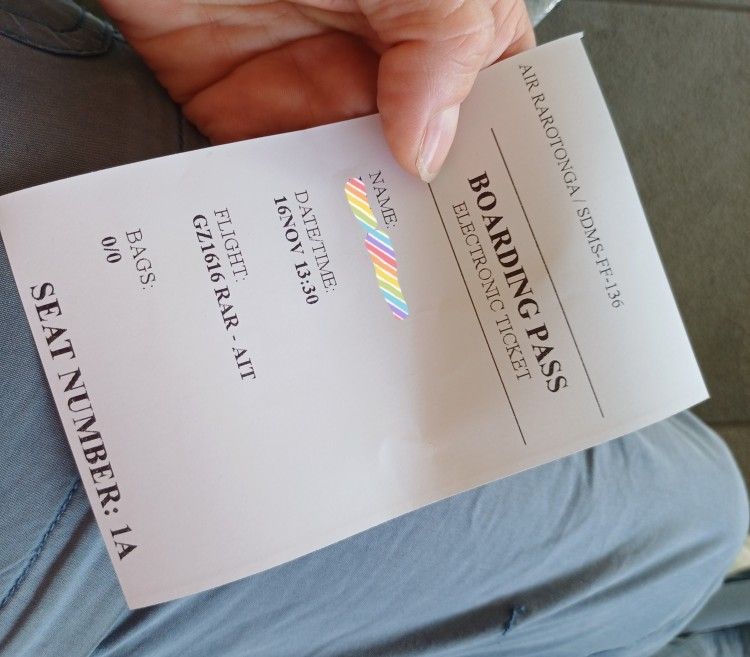 AIR RAROTONGA / SDMS-FF-136
BOARDING PASS
ELECTRONIC TICKET
NAME:
DATE/TIME:
16NOV 13:30
FLIGHT:
GZ1616 RAR - AIT
BAGS:
0/0
SEAT NUMBER: 1A